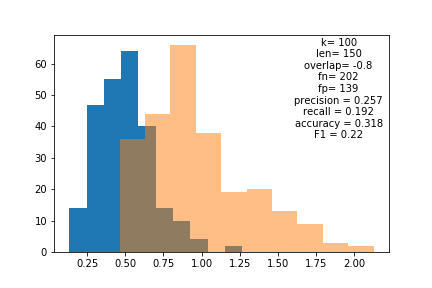 k= 100
len= 150
overlap= -0.8
fn= 202
fp= 139
precision = 0.257
recall = 0.192
accuracy = 0.318
F1 = 0.22
60
50
40
30
20
10
0
0.25 0.50 0.75 1.00 1.25 1.50 1.75 2.00